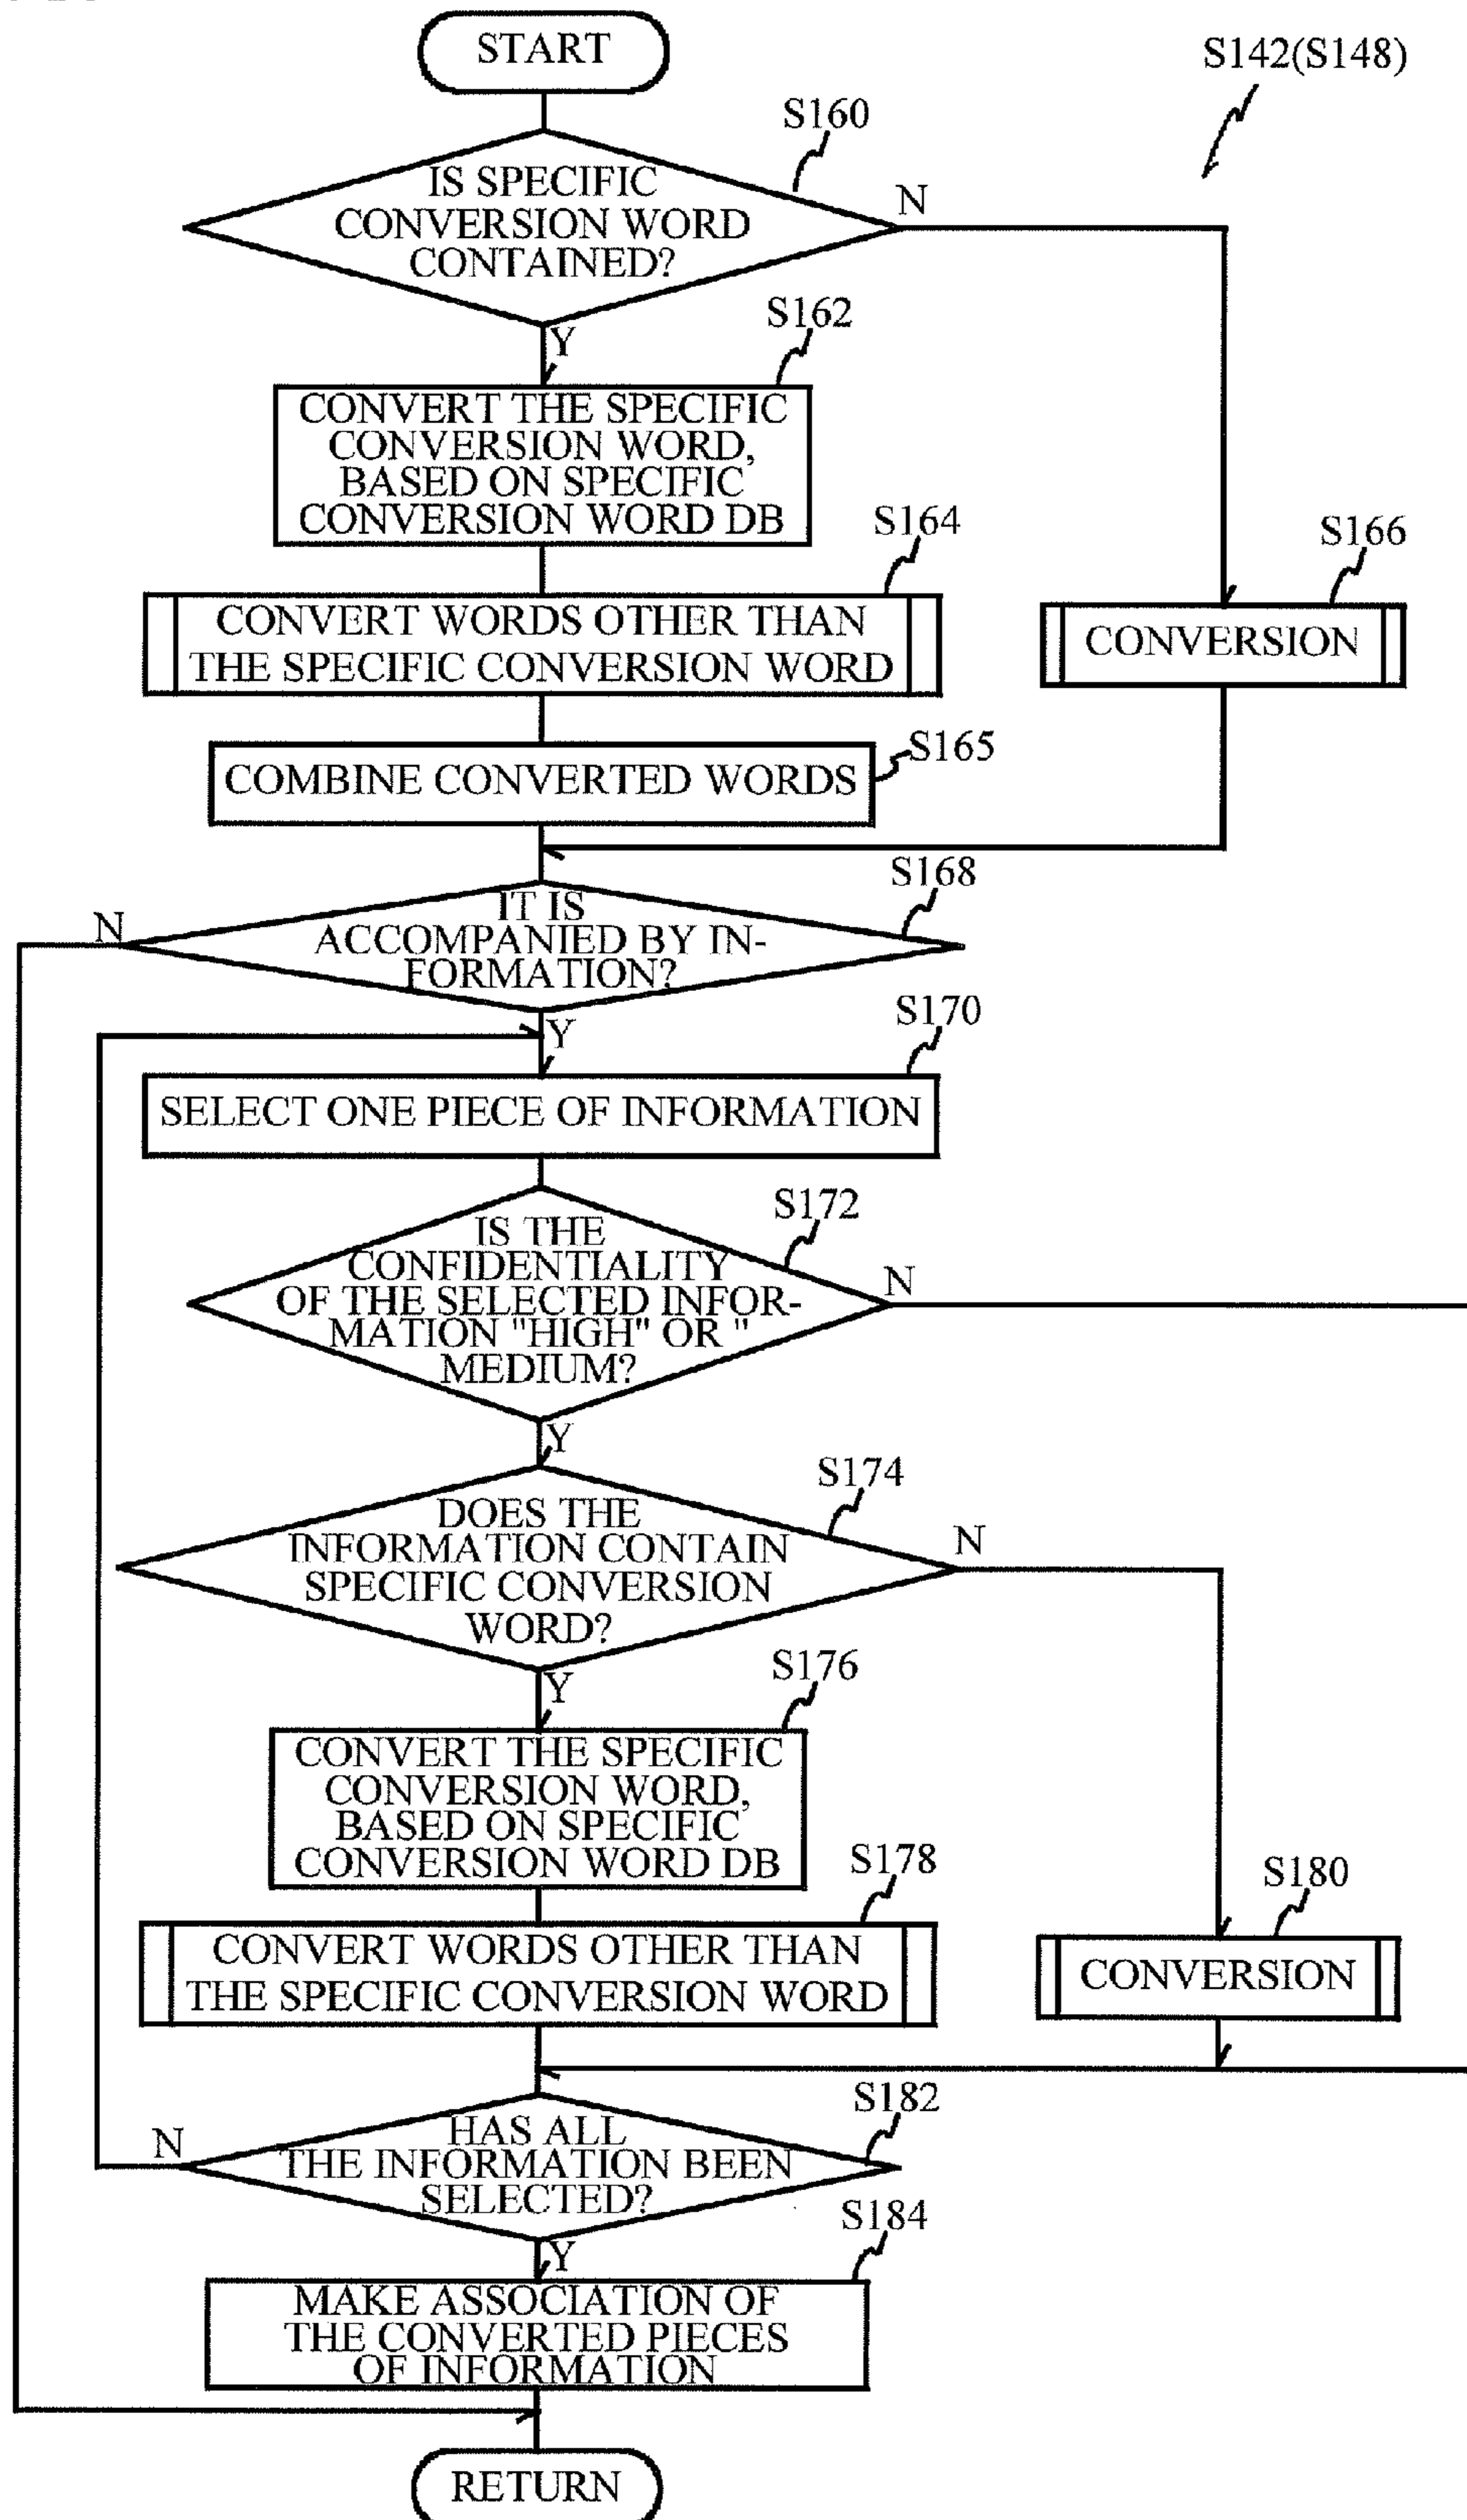 START
S142(S148)
S160
IS SPECIFIC
CONVERSION WORD
CONTAINED?
N
Y
S162
CONVERT THE SPECIFIC
CONVERSION WORD,
BASED ON SPECIFIC
CONVERSION WORD DB
S164
CONVERT WORDS OTHER THAN
THE SPECIFIC CONVERSION WORD
S166
CONVERSION
S165
COMBINE CONVERTED WORDS
S168
IT IS
ACCOMPANIED BY IN-
FORMATION?
N
Y
S170
SELECT ONE PIECE OF INFORMATION
S172
IS THE
CONFIDENTIALITY
OF THE SELECTED INFOR-
MATION "HIGH" OR "
MEDIUM?
N
Y
S174
DOES THE
INFORMATION CONTAIN
SPECIFIC CONVERSION
WORD?
N
Y
S176
CONVERT THE SPECIFIC
CONVERSION WORD,
BASED ON SPECIFIC
CONVERSION WORD DB
S178
CONVERT WORDS OTHER THAN
THE SPECIFIC CONVERSION WORD
S180
CONVERSION
S182
HAS ALL
THE INFORMATION BEEN
SELECTED?
N
Y
S184
MAKE ASSOCIATION OF
THE CONVERTED PIECES
OF INFORMATION
RETURN